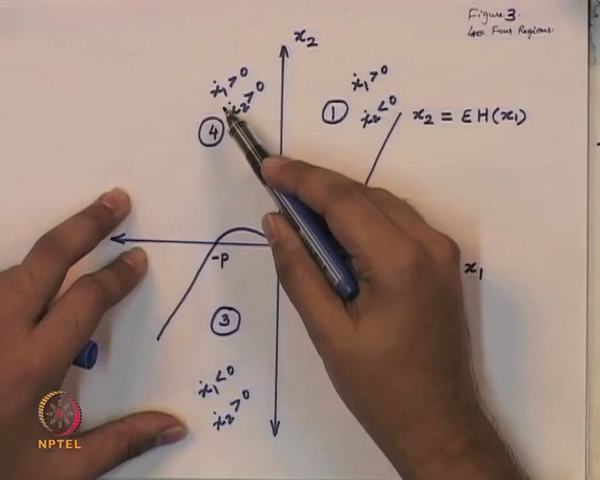 Figure 3.
Four Regions.
x₂
ẋ₁ > 0
ẋ₂ > 0
④
ẋ₁ > 0
ẋ₂ < 0
①
x₂ = εH(x₁)
-p
x₁
③
ẋ₁ < 0
ẋ₂ > 0
NPTEL